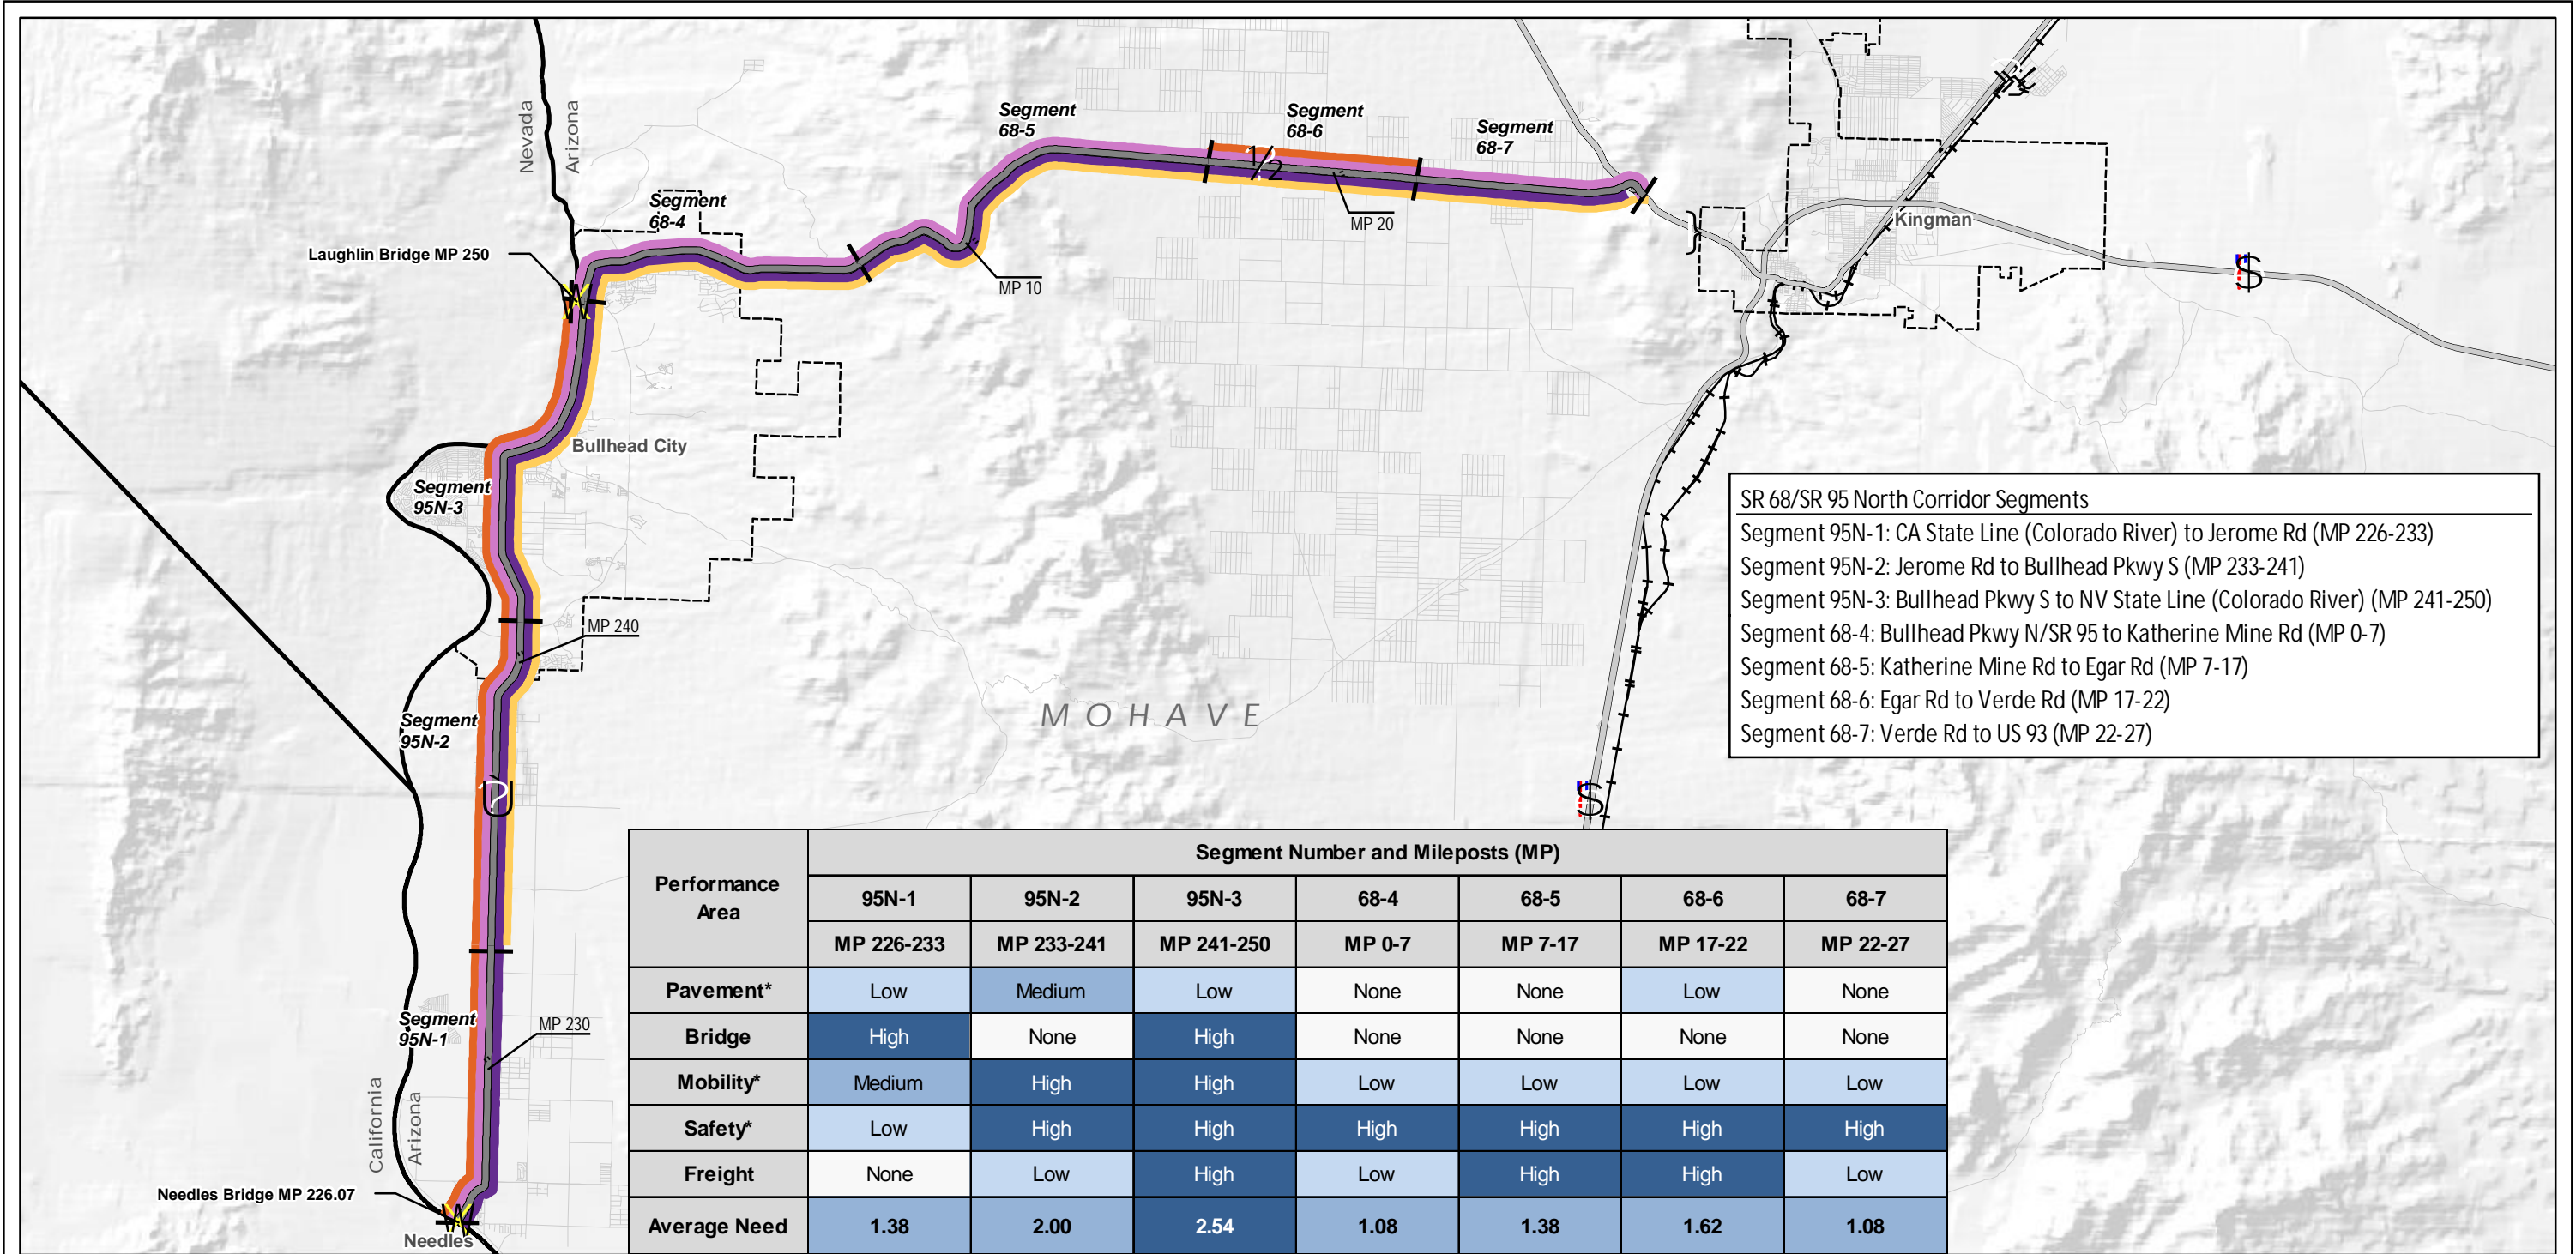 Nevada
Arizona
Segment
68-5
Segment
68-6
Segment
68-7
1/2
Segment
68-4
MP 20
Kingman
Laughlin Bridge MP 250
MP 10
Bullhead City
Segment
95N-3
MP 240
Segment
95N-2
MOHAVE
SR 68/SR 95 North Corridor Segments
Segment 95N-1: CA State Line (Colorado River) to Jerome Rd (MP 226-233)
Segment 95N-2: Jerome Rd to Bullhead Pkwy S (MP 233-241)
Segment 95N-3: Bullhead Pkwy S to NV State Line (Colorado River) (MP 241-250)
Segment 68-4: Bullhead Pkwy N/SR 95 to Katherine Mine Rd (MP 0-7)
Segment 68-5: Katherine Mine Rd to Egar Rd (MP 7-17)
Segment 68-6: Egar Rd to Verde Rd (MP 17-22)
Segment 68-7: Verde Rd to US 93 (MP 22-27)
Segment
95N-1
MP 230
California
Arizona
Needles Bridge MP 226.07
Needles
Performance Area
Segment Number and Mileposts (MP)
95N-1 95N-2 95N-3 68-4 68-5 68-6 68-7
MP 226-233 MP 233-241 MP 241-250 MP 0-7 MP 7-17 MP 17-22 MP 22-27
Pavement* Low Medium Low None None Low None
Bridge High None High None None None None
Mobility* Medium High High Low Low Low Low
Safety* Low High High High High High High
Freight None Low High Low High High Low
Average Need 1.38 2.00 2.54 1.08 1.38 1.62 1.08